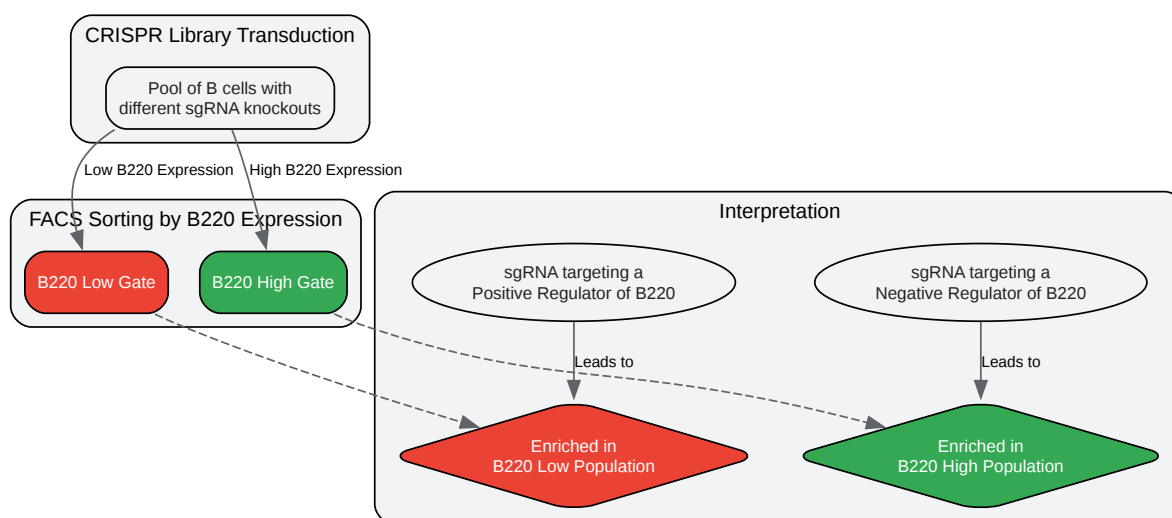 CRISPR Library Transduction
Pool of B cells with
different sgRNA knockouts
Low B220 Expression
High B220 Expression
FACS Sorting by B220 Expression
B220 Low Gate
B220 High Gate
Interpretation
sgRNA targeting a
Positive Regulator of B220
sgRNA targeting a
Negative Regulator of B220
Leads to
Leads to
Enriched in
B220 Low Population
Enriched in
B220 High Population